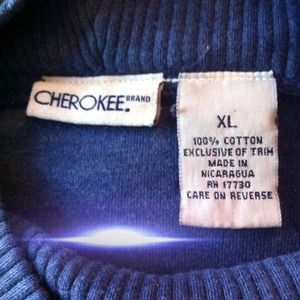 CHEROKEE. BRAND
XL
100% COTTON
EXCLUSIVE OF TRIM
MADE IN
NICARAGUA
RN 17730
CARE ON REVERSE